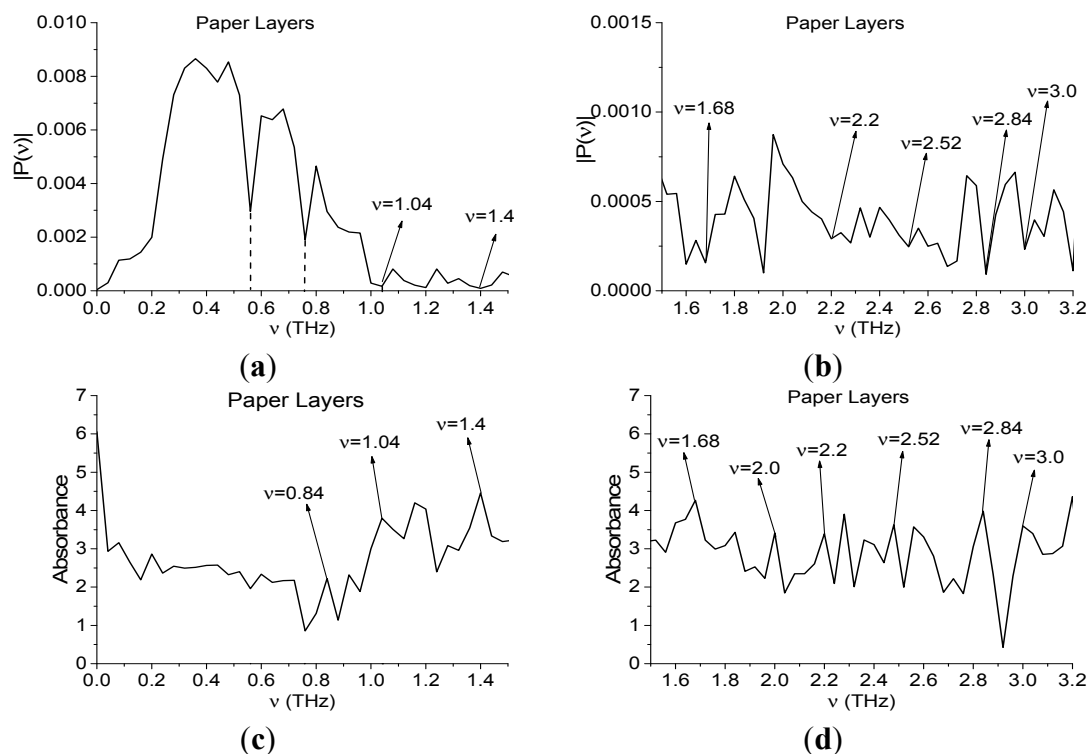 Paper Layers
|P(ν)|
0.010
0.008
0.006
0.004
0.002
0.000
ν=1.04
ν=1.4
0.0 0.2 0.4 0.6 0.8 1.0 1.2 1.4
ν (THz)
(a)
Paper Layers
|P(ν)|
0.0015
0.0010
0.0005
0.0000
ν=1.68
ν=2.2
ν=2.52
ν=2.84
ν=3.0
1.6 1.8 2.0 2.2 2.4 2.6 2.8 3.0 3.2
ν (THz)
(b)
Paper Layers
Absorbance
7
6
5
4
3
2
1
0
ν=0.84
ν=1.04
ν=1.4
0.0 0.2 0.4 0.6 0.8 1.0 1.2 1.4
ν (THz)
(c)
Paper Layers
Absorbance
7
6
5
4
3
2
1
0
ν=1.68
ν=2.0
ν=2.2
ν=2.52
ν=2.84
ν=3.0
1.6 1.8 2.0 2.2 2.4 2.6 2.8 3.0 3.2
ν (THz)
(d)